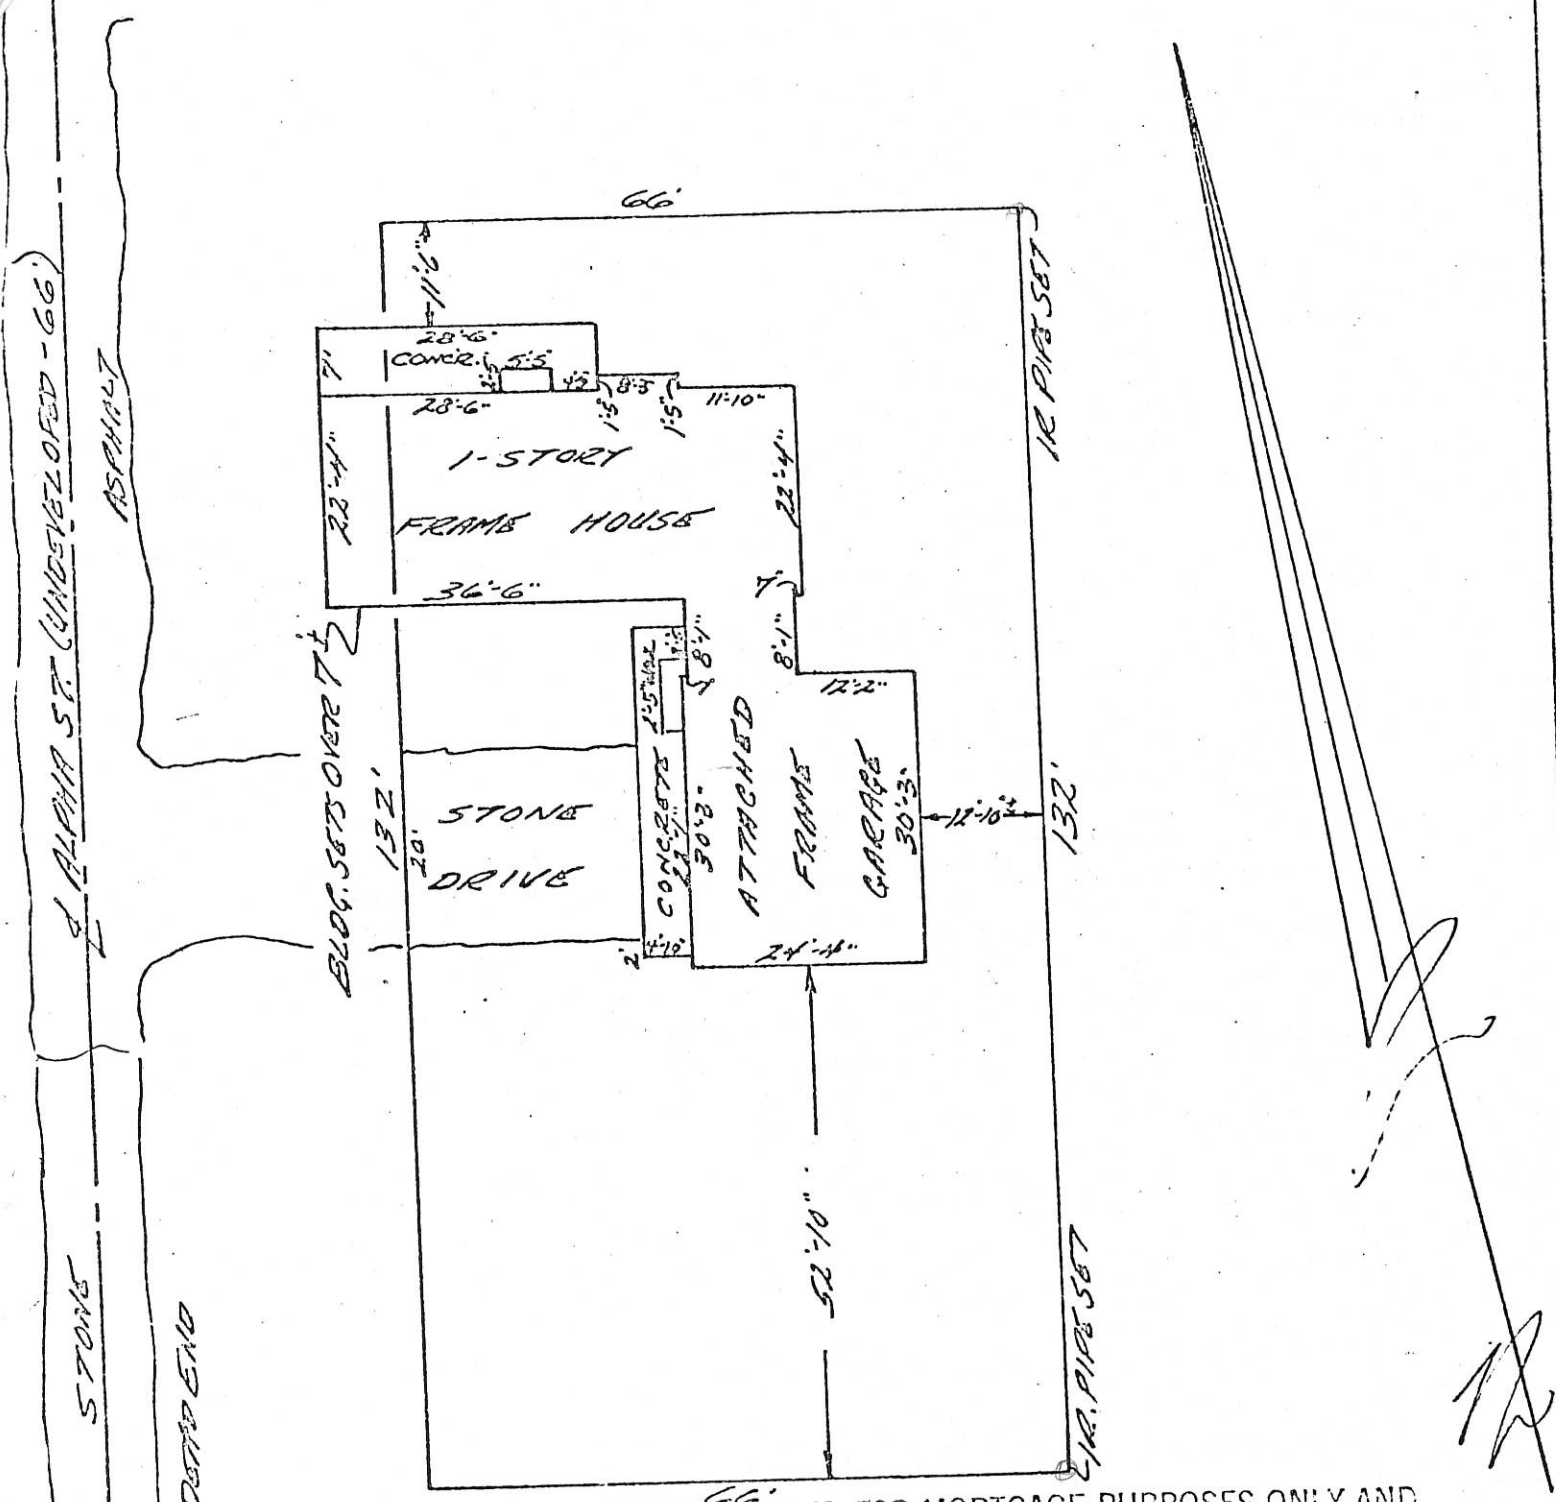 66'
11'-6"
28'-6"
CONCR.
5'-5"
7'
28'-6"
8'-5
1'-5"
1'-5"
11'-10"
1-STORY
FRAME HOUSE
22'-4"
22'-4"
36'-6"
7"
8'-1"
8'-1"
12'-2"
IR. PIPE SET
℄ ALPHA ST. (UNDEVELOPED - 66')
ASPHALT
BLDG. SETS OVER 7'±
132'
20'
STONE
DRIVE
CONCRETE
30'-3"
ATTACHED
FRAME
GARAGE
30'-3"
12'-10"±
132'
2'
4'-10"
24'-4"
52'-10"
STONE
DEAD END
IR. PIPE SET
66'
FOR MORTGAGE PURPOSES ONLY AND
N